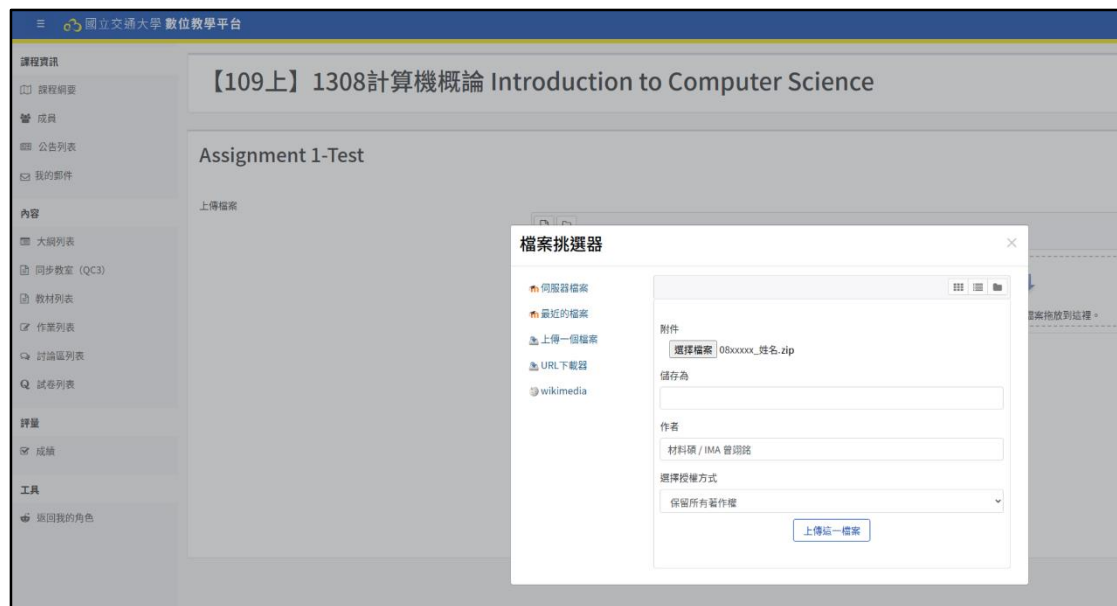 國立交通大學 數位教學平台
課程資訊
課程綱要
成員
公告列表
我的郵件
內容
大綱列表
同步教室（QC3）
教材列表
作業列表
討論區列表
試卷列表
評量
成績
工具
返回我的角色
【109上】1308計算機概論 Introduction to Computer Science
Assignment 1-Test
上傳檔案
檔案挑選器
伺服器檔案
最近的檔案
上傳一個檔案
URL下載器
wikimedia
附件
選擇檔案 08xxxxx_姓名.zip
儲存為
作者
材料碩 / IMA 曾翊銘
選擇授權方式
保留所有著作權
上傳這一檔案
檔案拖放到這裡。